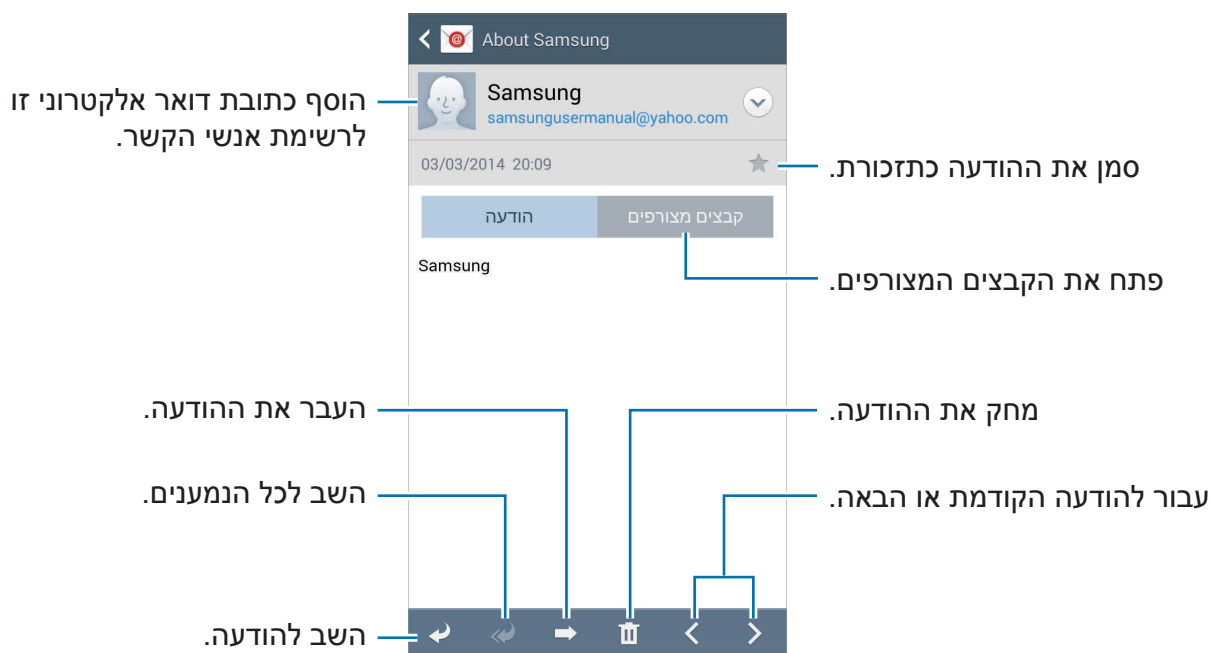 About Samsung
Samsung
samsungusermanual@yahoo.com
הוסף כתובת דואר אלקטרוני זו
לרשימת אנשי הקשר.
03/03/2014 20:09
סמן את ההודעה כתזכורת.
הודעה
קבצים מצורפים
Samsung
פתח את הקבצים המצורפים.
העבר את ההודעה.
מחק את ההודעה.
השב לכל הנמענים.
עבור להודעה הקודמת או הבאה.
השב להודעה.